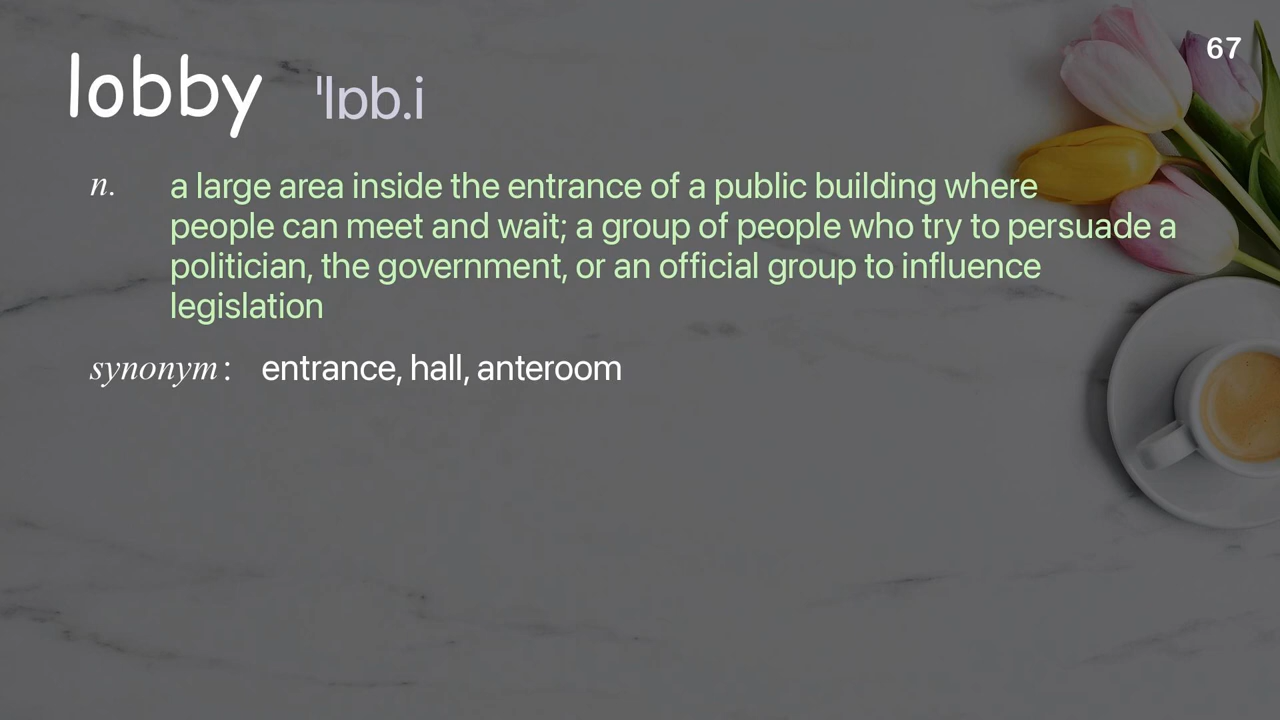 67
lobby ˈlɒb.i
n. a large area inside the entrance of a public building where
people can meet and wait; a group of people who try to persuade a
politician, the government, or an official group to influence
legislation
synonym: entrance, hall, anteroom